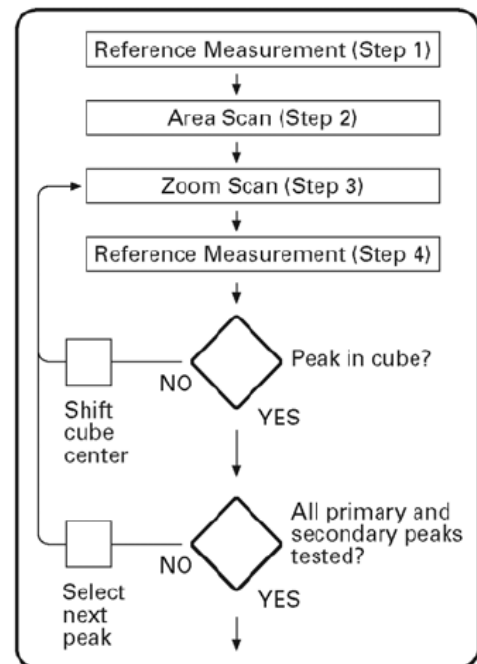 Reference Measurement (Step 1)
Area Scan (Step 2)
Zoom Scan (Step 3)
Reference Measurement (Step 4)
Peak in cube?
NO
YES
Shift
cube
center
All primary and
secondary peaks
tested?
NO
YES
Select
next
peak